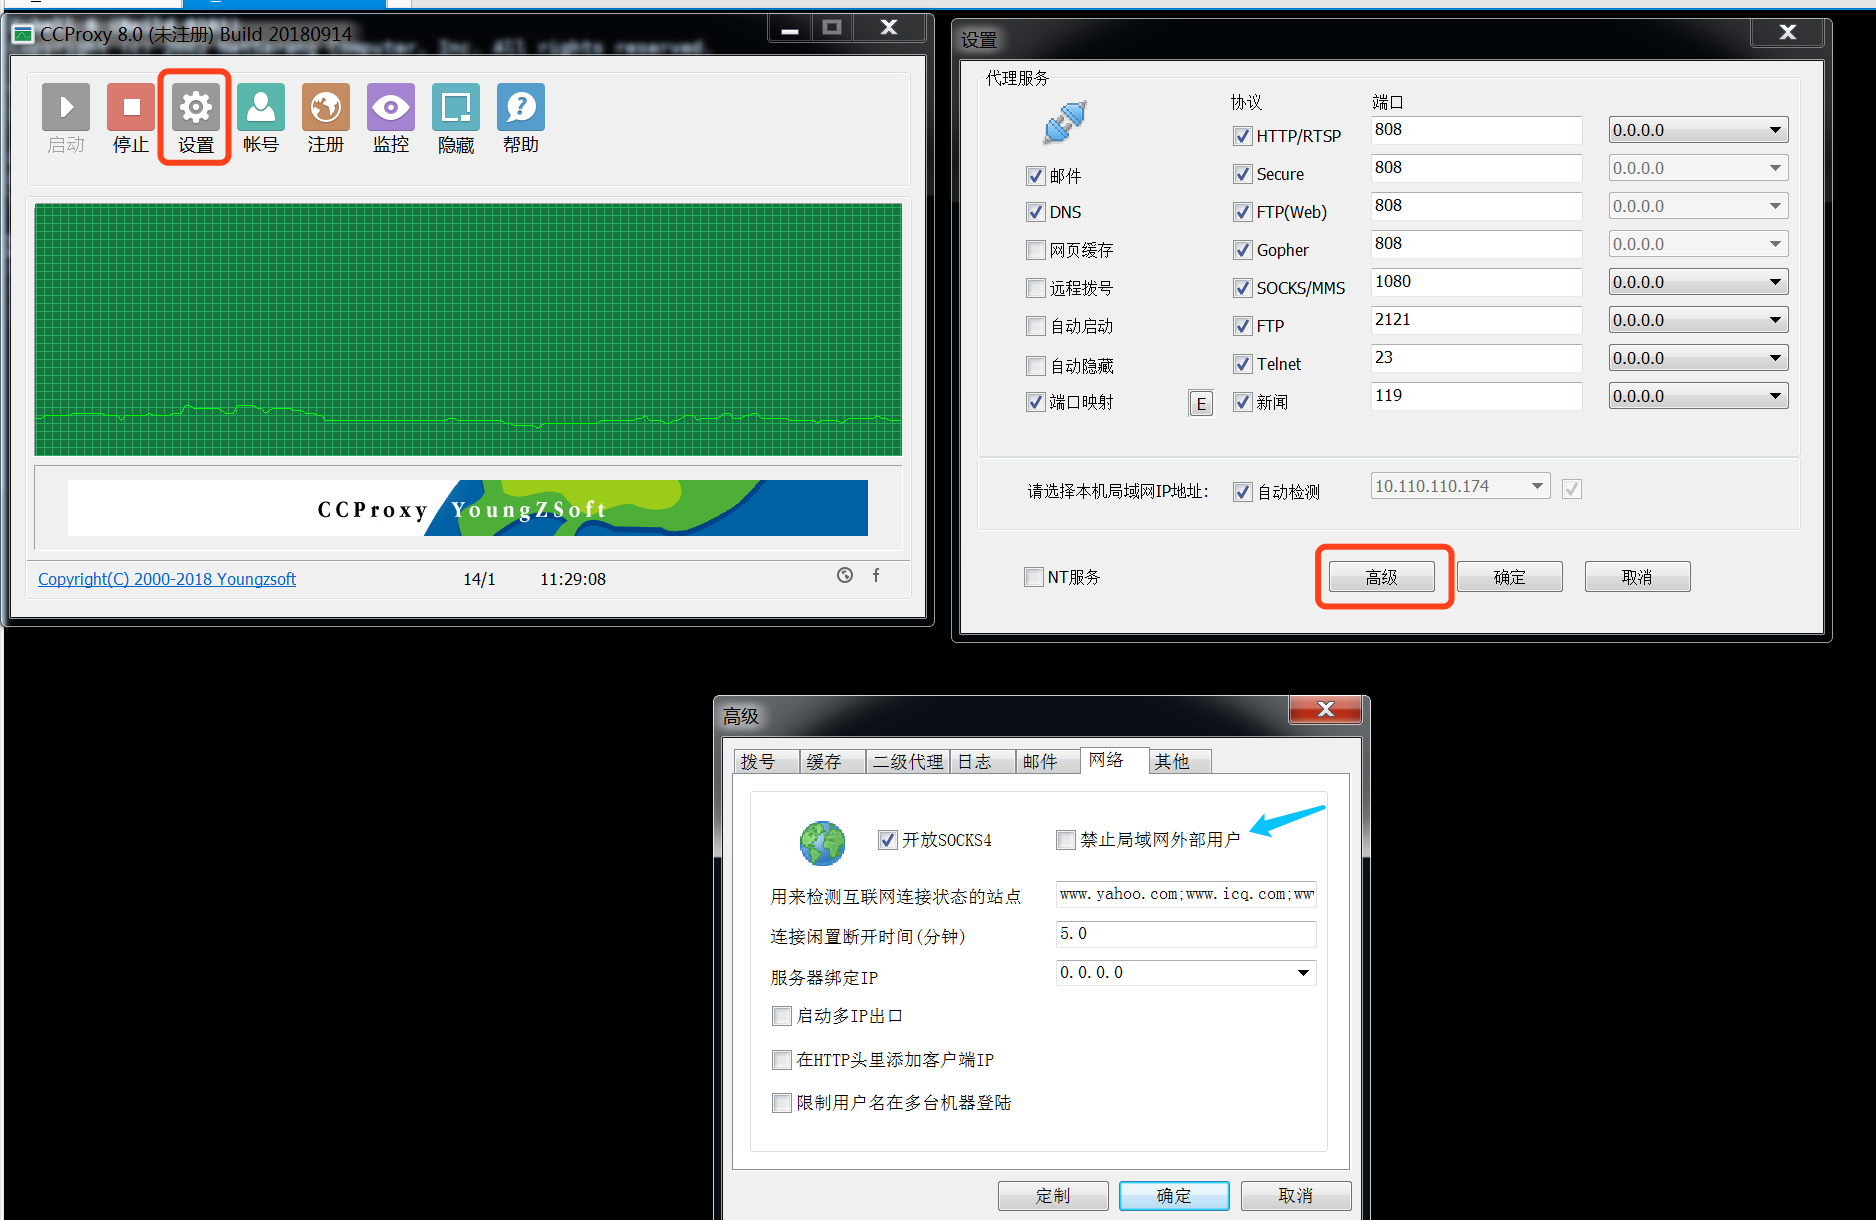 CCProxy 8.0 (未注册) Build 20180914
Computer, Inc. All rights reserved.
启动
停止
设置
帐号
注册
监控
隐藏
帮助
CCProxy YoungZSoft
Copyright(C) 2000-2018 Youngzsoft
14/1
11:29:08
设置
代理服务
协议
端口
HTTP/RTSP 808 0.0.0.0
邮件
Secure 808 0.0.0.0
DNS
FTP(Web) 808 0.0.0.0
网页缓存
Gopher 808 0.0.0.0
远程拨号
SOCKS/MMS 1080 0.0.0.0
自动启动
FTP 2121 0.0.0.0
自动隐藏
Telnet 23 0.0.0.0
端口映射
E
新闻 119 0.0.0.0
请选择本机局域网IP地址:
自动检测
10.110.110.174
NT服务
高级
确定
取消
高级
拨号
缓存
二级代理
日志
邮件
网络
其他
开放SOCKS4
禁止局域网外部用户
用来检测互联网连接状态的站点
www.yahoo.com;www.icq.com;ww
连接闲置断开时间(分钟)
5.0
服务器绑定IP
0.0.0.0
启动多IP出口
在HTTP头里添加客户端IP
限制用户名在多台机器登陆
定制
确定
取消